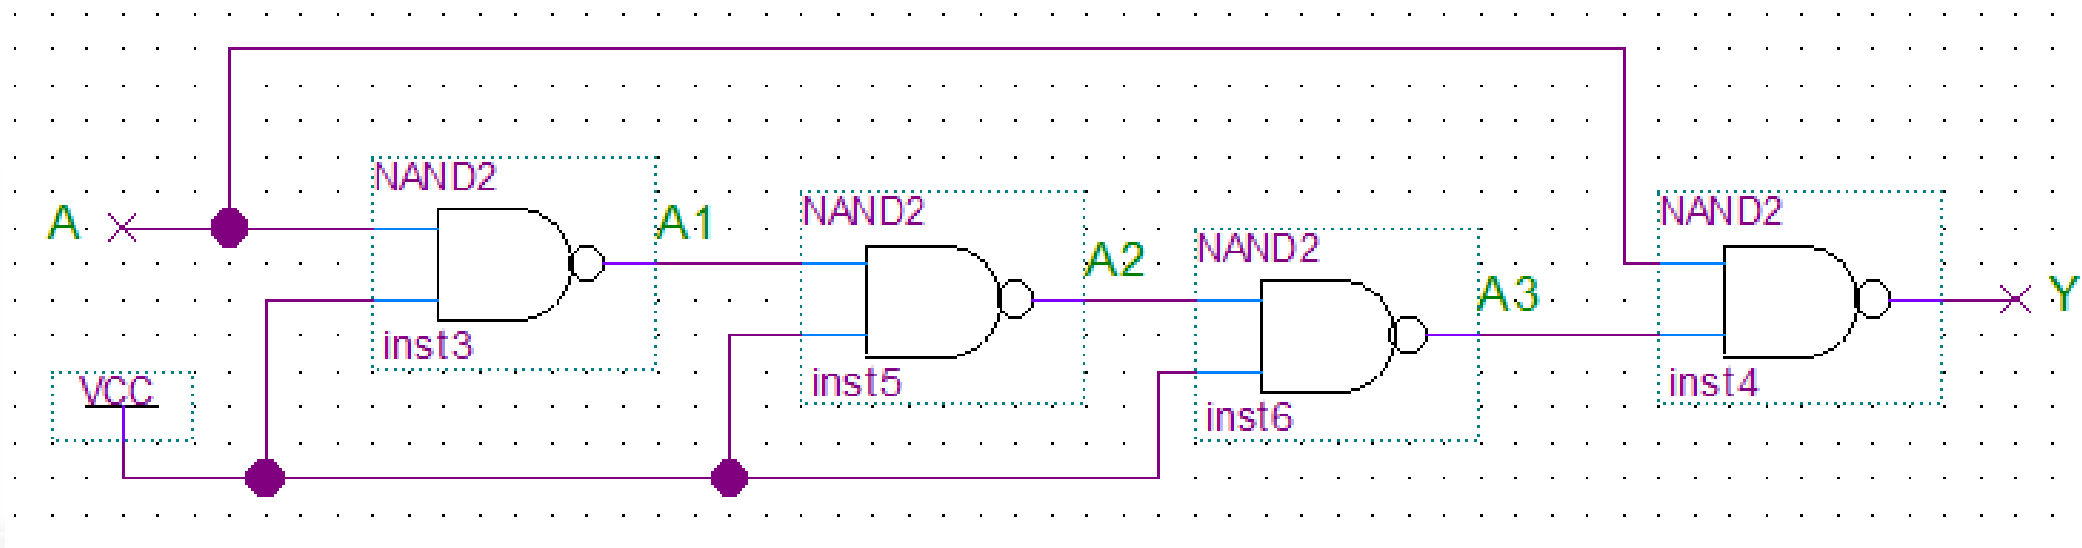 NAND2
A
A1
NAND2
A2
NAND2
A3
NAND2
Y
inst3
inst5
inst6
inst4
VCC